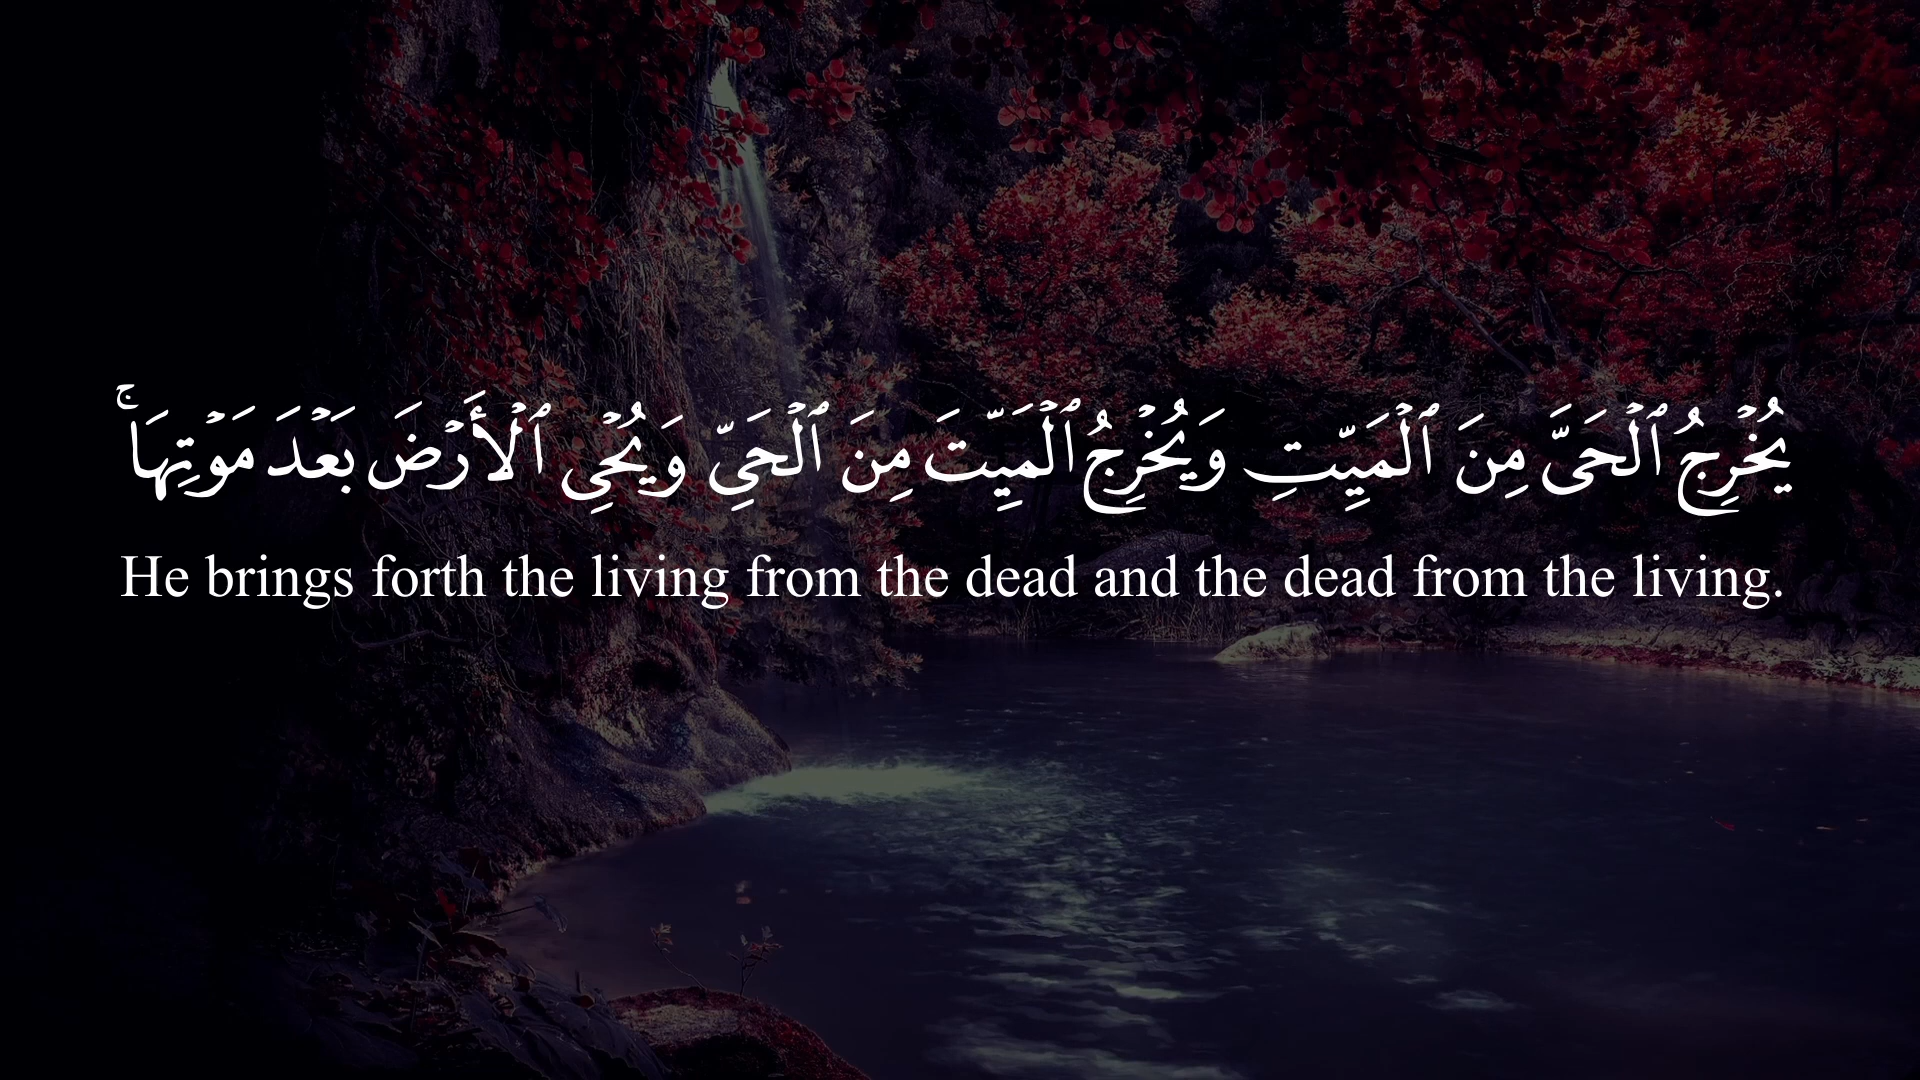 يُخۡرِجُ ٱلۡحَىَّ مِنَ ٱلۡمَيِّتِ وَيُخۡرِجُ ٱلۡمَيِّتَ مِنَ ٱلۡحَيِّ وَيُحۡيِ ٱلۡأَرۡضَ بَعۡدَ مَوۡتِهَاۚ
He brings forth the living from the dead and the dead from the living.